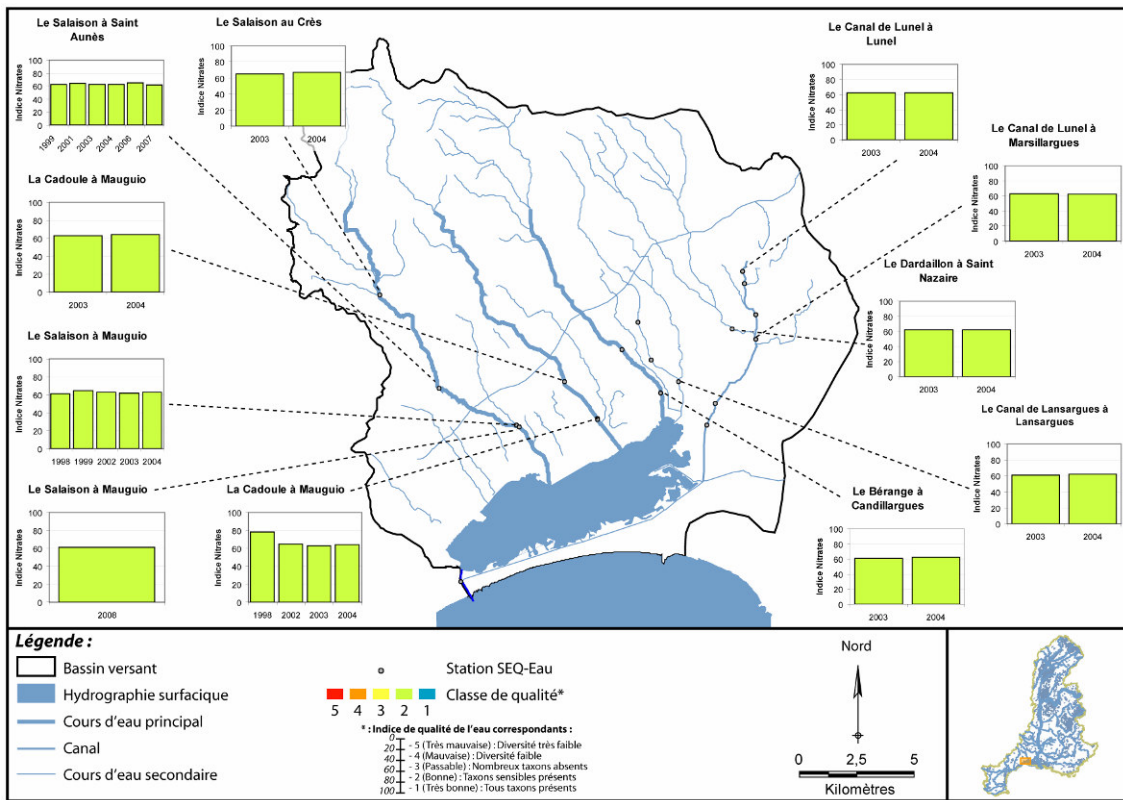 Le Salaison à Saint
Aunès
Indice Nitrates
100
80
60
40
20
0
1999
2001
2003
2004
2006
2007
Le Salaison au Crès
Indice Nitrates
100
80
60
40
20
0
2003
2004
Le Canal de Lunel à
Lunel
Indice Nitrates
100
80
60
40
20
0
2003
2004
Le Canal de Lunel à
Marsillargues
Indice Nitrates
100
80
60
40
20
0
2003
2004
La Cadoule à Mauguio
Indice Nitrates
100
80
60
40
20
0
2003
2004
Le Dardaillon à Saint
Nazaire
Indice Nitrates
100
80
60
40
20
0
2003
2004
Le Salaison à Mauguio
Indice Nitrates
100
80
60
40
20
0
1998
1999
2002
2003
2004
Le Canal de Lansargues à
Lansargues
Indice Nitrates
100
80
60
40
20
0
2003
2004
Le Salaison à Mauguio
Indice Nitrates
100
80
60
40
20
0
2008
La Cadoule à Mauguio
Indice Nitrates
100
80
60
40
20
0
1998
2002
2003
2004
Le Bérange à
Candillargues
Indice Nitrates
100
80
60
40
20
0
2003
2004
Légende :
Bassin versant
Hydrographie surfacique
Cours d'eau principal
Canal
Cours d'eau secondaire
Station SEQ-Eau
Classe de qualité*
5 4 3 2 1
* : Indice de qualité de l'eau correspondants :
0
20
40
60
80
100
- 5 (Très mauvaise) : Diversité très faible
- 4 (Mauvaise) : Diversité faible
- 3 (Passable) : Nombreux taxons absents
- 2 (Bonne) : Taxons sensibles présents
- 1 (Très bonne) : Tous taxons présents
Nord
0 2,5 5
Kilomètres